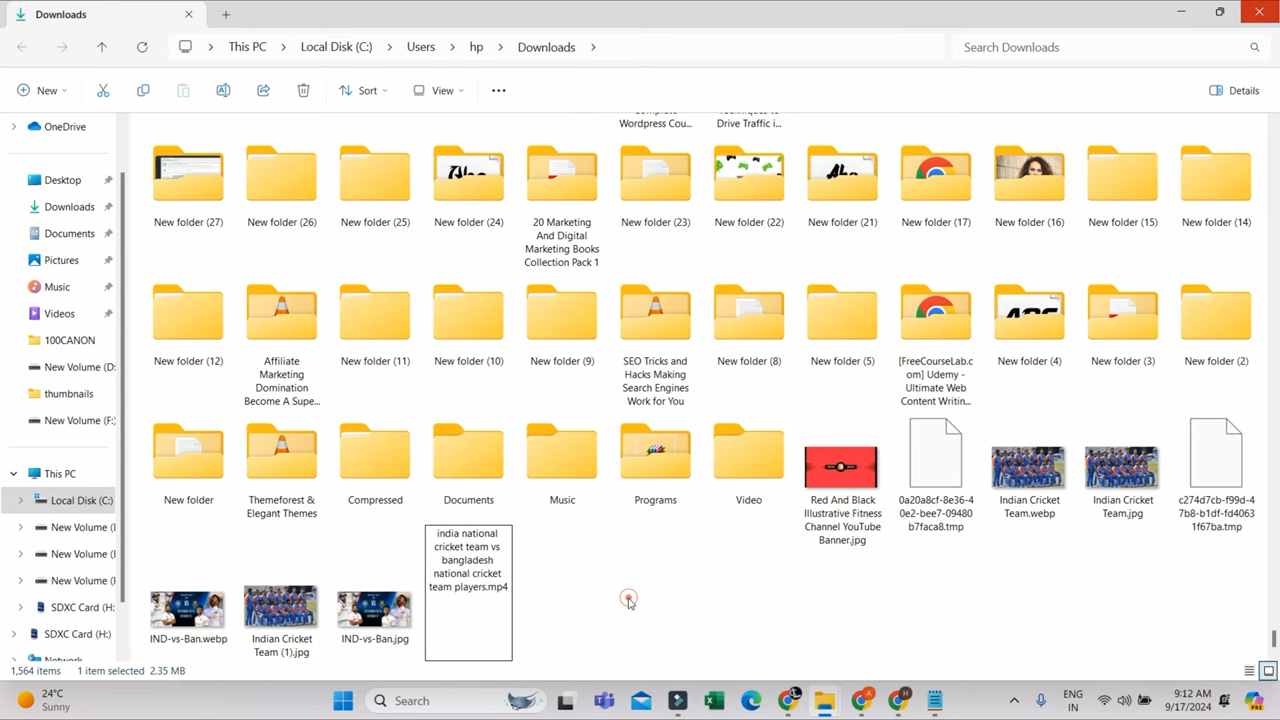 Downloads
This PC
Local Disk (C:)
Users
hp
Downloads
Search Downloads
New
Sort
View
Details
OneDrive
Desktop
Downloads
Documents
Pictures
Music
Videos
100CANON
New Volume (D:
thumbnails
New Volume (F:)
This PC
Local Disk (C:)
New Volume (
New Volume (
New Volume (
SDXC Card (H:
SDXC Card (H:)
Wordpress Cou...
Drive Traffic i...
New folder (27)
New folder (26)
New folder (25)
New folder (24)
20 Marketing
And Digital
Marketing Books
Collection Pack 1
New folder (23)
New folder (22)
New folder (21)
New folder (17)
New folder (16)
New folder (15)
New folder (14)
New folder (12)
Affiliate
Marketing
Domination
Become A Supe...
New folder (11)
New folder (10)
New folder (9)
SEO Tricks and
Hacks Making
Search Engines
Work for You
New folder (8)
New folder (5)
[FreeCourseLab.c
om] Udemy -
Ultimate Web
Content Writin...
New folder (4)
New folder (3)
New folder (2)
New folder
Themeforest &
Elegant Themes
Compressed
Documents
Music
Programs
Video
Red And Black
Illustrative Fitness
Channel YouTube
Banner.jpg
0a20a8cf-8e36-4
0e2-bee7-09480
b7faca8.tmp
Indian Cricket
Team.webp
Indian Cricket
Team.jpg
c274d7cb-f99d-4
7b8-b1df-fd4063
1f67ba.tmp
IND-vs-Ban.webp
Indian Cricket
Team (1).jpg
IND-vs-Ban.jpg
india national
cricket team vs
bangladesh
national cricket
team players.mp4
1,564 items
1 item selected 2.35 MB
24°C
Sunny
Search
ENG
IN
9:12 AM
9/17/2024